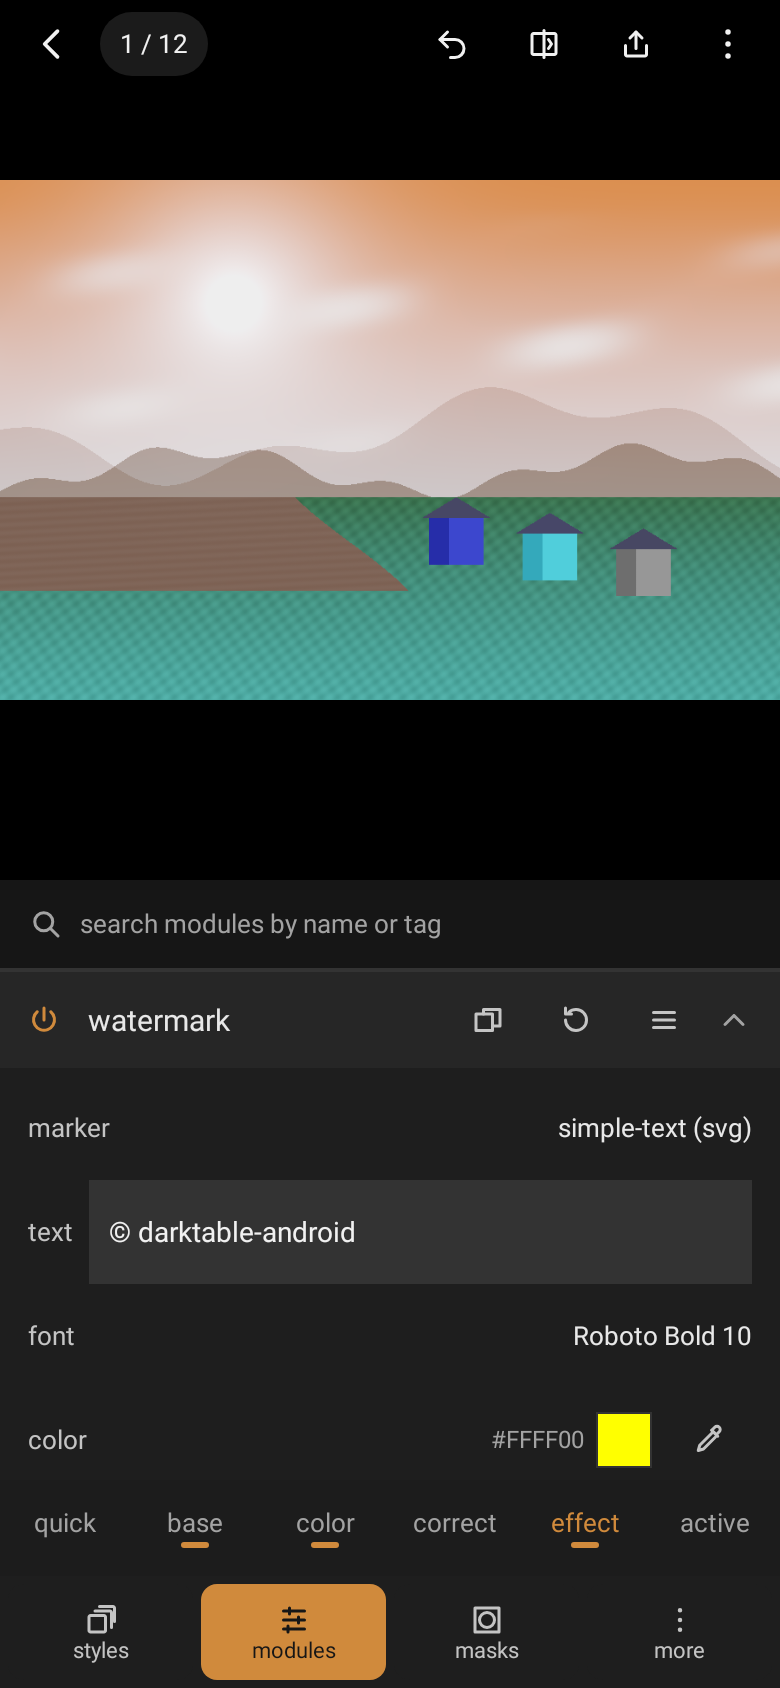 1 / 12
search modules by name or tag
watermark
marker simple-text (svg)
text © darktable-android
font Roboto Bold 10
color #FFFF00
quick base color correct effect active
styles modules masks more